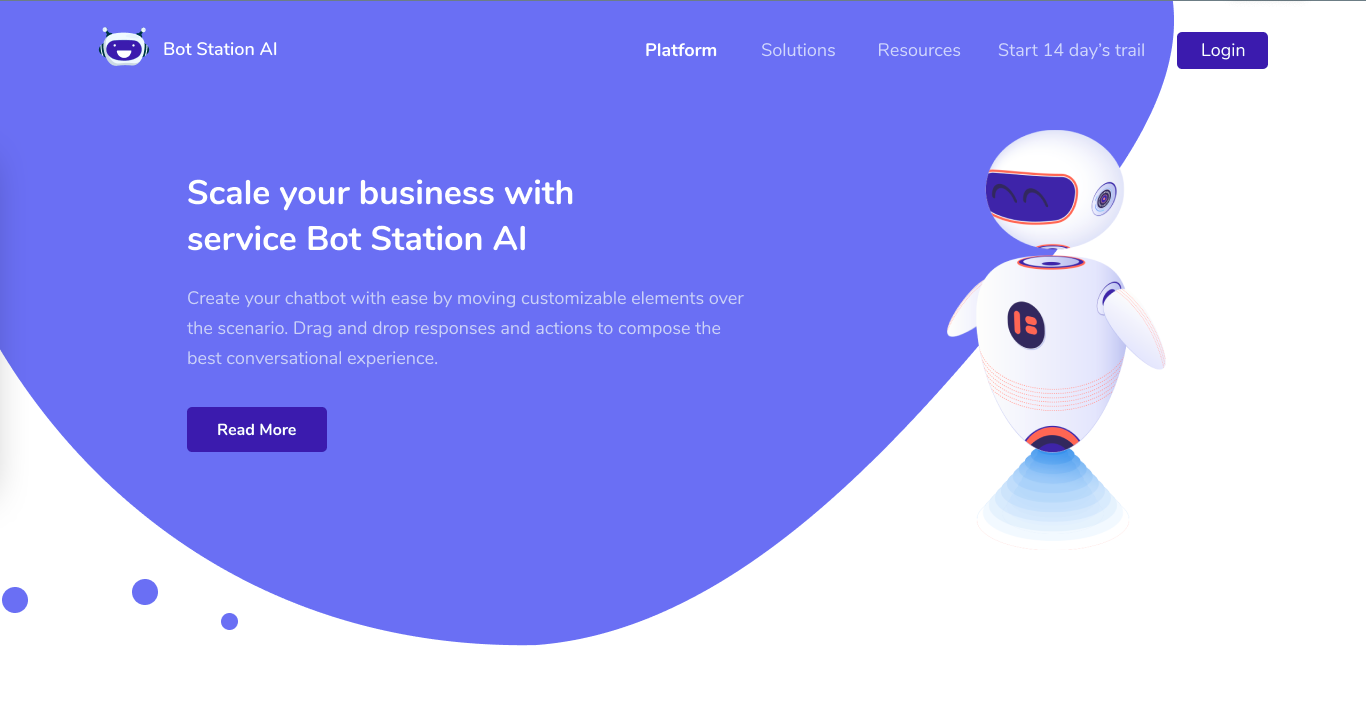 Bot Station AI
Platform
Solutions
Resources
Start 14 day's trail
Login
Scale your business with
service Bot Station AI
Create your chatbot with ease by moving customizable elements over
the scenario. Drag and drop responses and actions to compose the
best conversational experience.
Read More